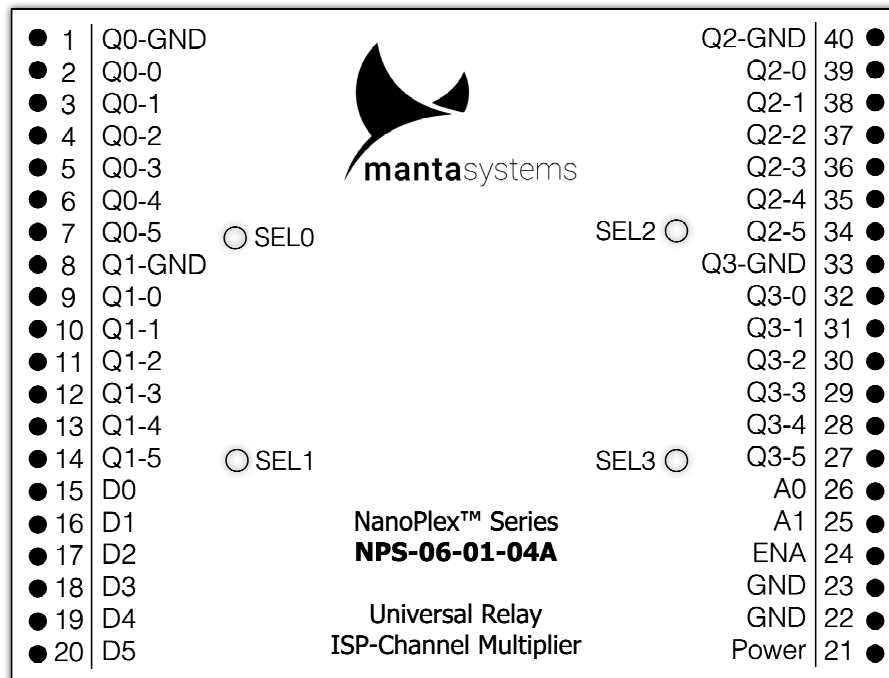 1 Q0-GND
2 Q0-0
3 Q0-1
4 Q0-2
5 Q0-3
6 Q0-4
7 Q0-5
8 Q1-GND
9 Q1-0
10 Q1-1
11 Q1-2
12 Q1-3
13 Q1-4
14 Q1-5
15 D0
16 D1
17 D2
18 D3
19 D4
20 D5
mantasystems
SEL0
SEL2
SEL1
SEL3
NanoPlex™ Series
NPS-06-01-04A
Universal Relay
ISP-Channel Multiplier
Q2-GND 40
Q2-0 39
Q2-1 38
Q2-2 37
Q2-3 36
Q2-4 35
Q2-5 34
Q3-GND 33
Q3-0 32
Q3-1 31
Q3-2 30
Q3-3 29
Q3-4 28
Q3-5 27
A0 26
A1 25
ENA 24
GND 23
GND 22
Power 21